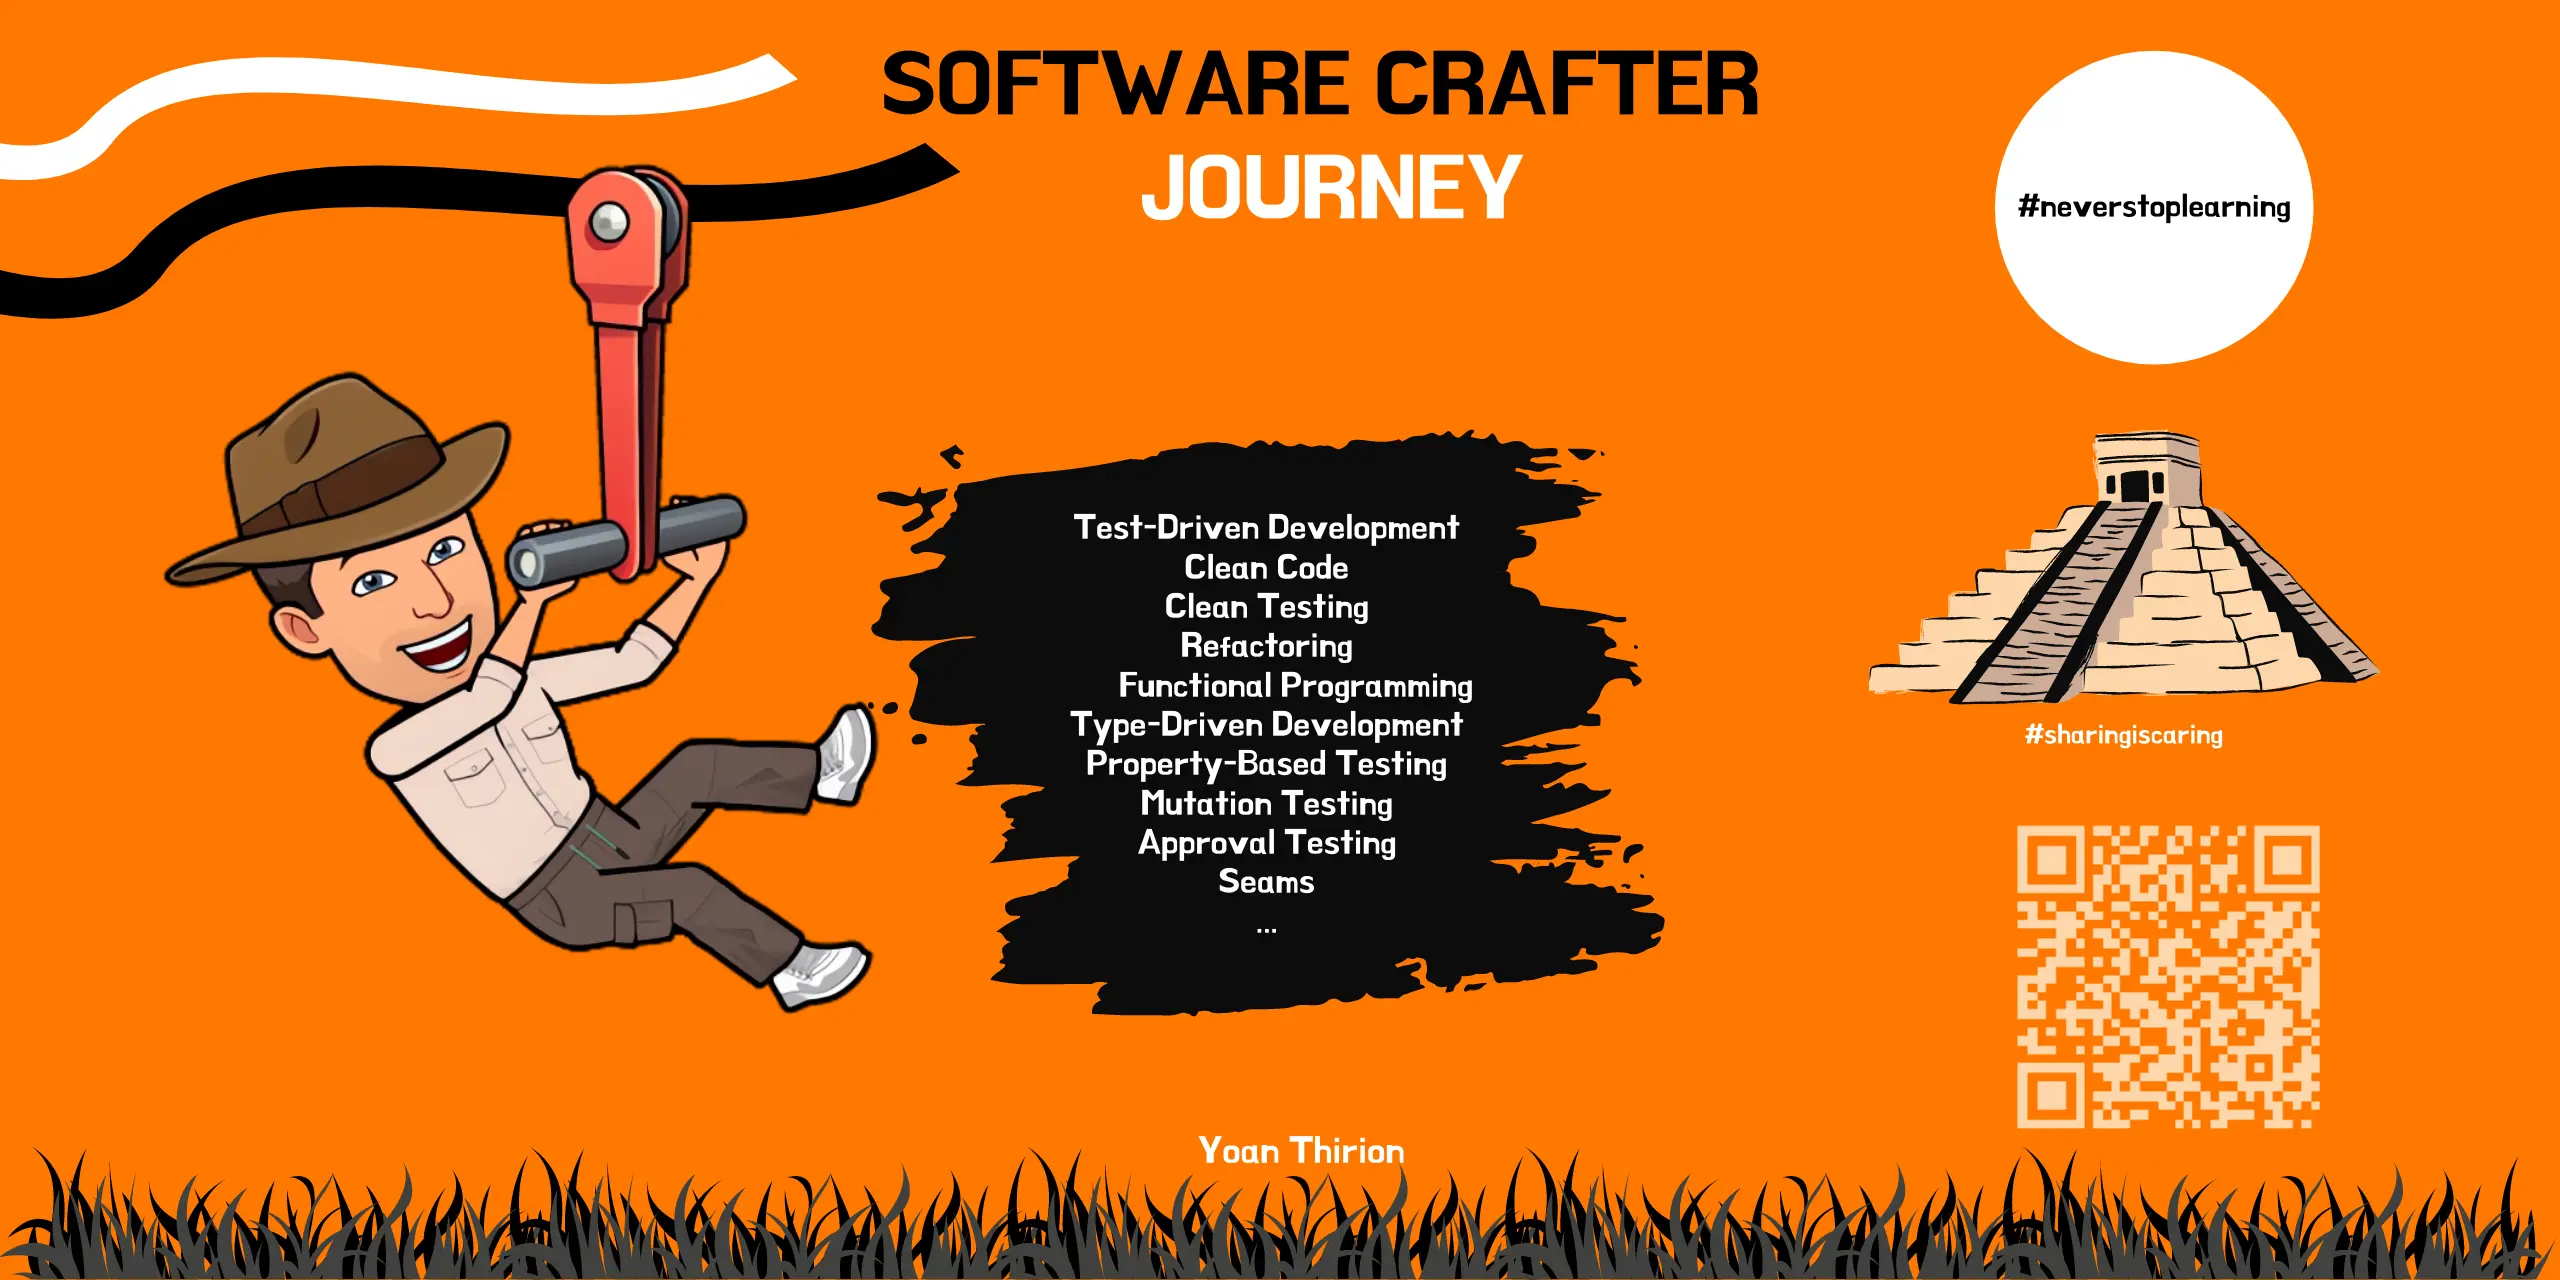 SOFTWARE CRAFTER
JOURNEY
#neverstoplearning
Test-Driven Development
Clean Code
Clean Testing
Refactoring
Functional Programming
Type-Driven Development
Property-Based Testing
Mutation Testing
Approval Testing
Seams
...
#sharingiscaring
Yoan Thirion